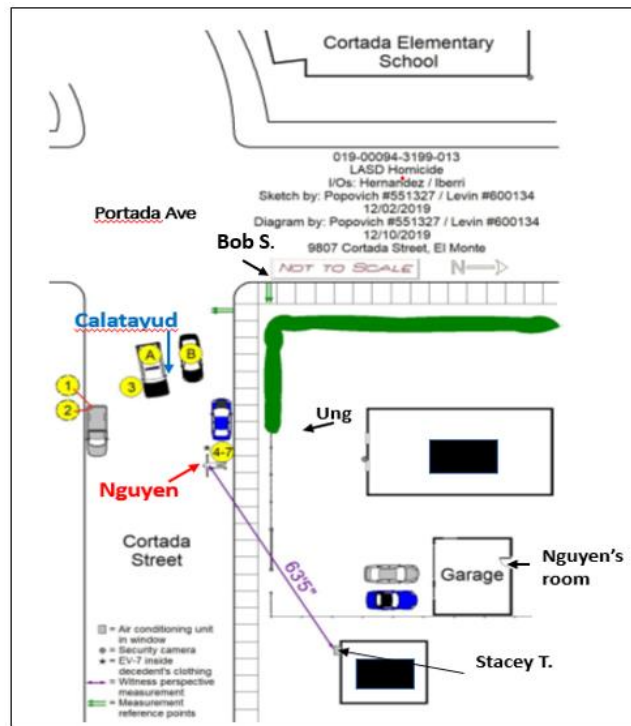 Cortada Elementary
School
019-00094-3199-013
LASD Homicide
I/Os: Hernandez / Iberri
Sketch by: Popovich #551327 / Levin #600134
12/02/2019
Diagram by: Popovich #551327 / Levin #600134
12/10/2019
9807 Cortada Street, El Monte
Portada Ave
Bob S.
NOT TO SCALE
N
Calatayud
A
B
3
1
2
Ung
4-7
Nguyen
Cortada
Street
63'5"
Garage
Nguyen's
room
Stacey T.
= Air conditioning unit
in window
= Security camera
= EV-7 inside
decedent's clothing
= Witness perspective
measurement
= Measurement
reference points